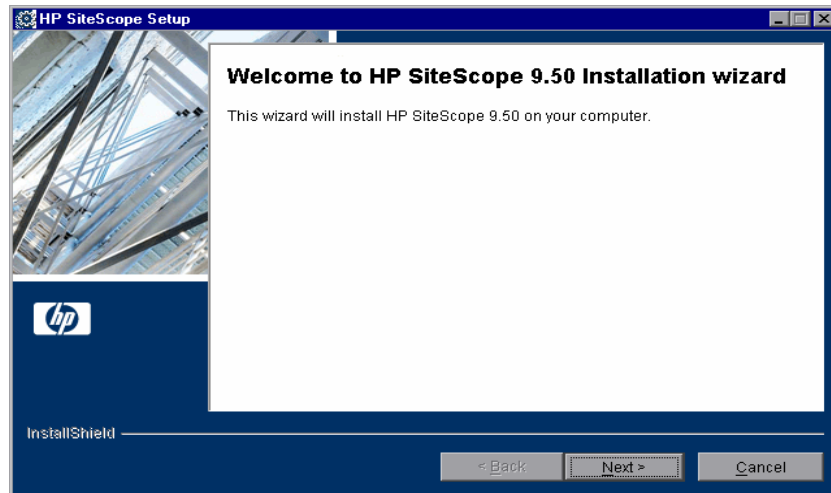 HP SiteScope Setup
Welcome to HP SiteScope 9.50 Installation wizard
This wizard will install HP SiteScope 9.50 on your computer.
hp
InstallShield
< Back
Next >
Cancel